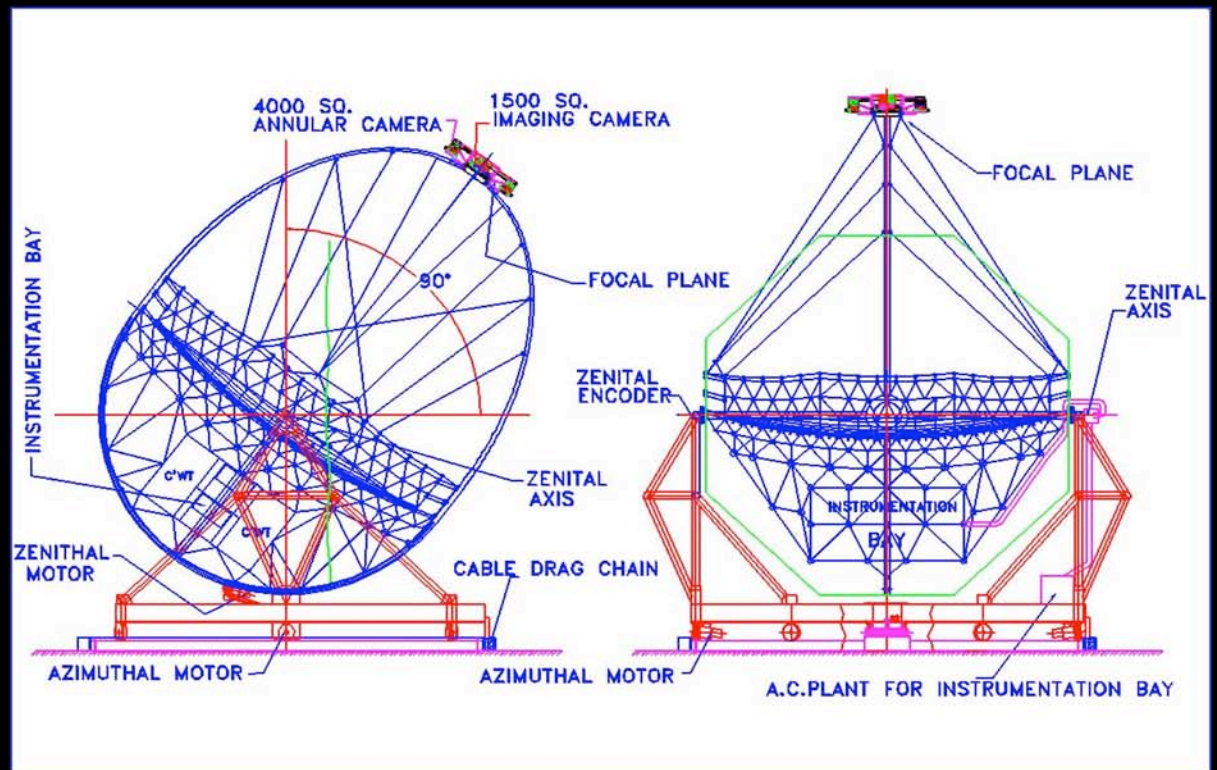 4000 SQ.
ANNULAR CAMERA
1500 SQ.
IMAGING CAMERA
INSTRUMENTATION BAY
90°
FOCAL PLANE
C'WT
C'WT
ZENITAL
AXIS
ZENITHAL
MOTOR
CABLE DRAG CHAIN
AZIMUTHAL MOTOR
FOCAL PLANE
ZENITAL
AXIS
ZENITAL
ENCODER
INSTRUMENTATION
BAY
AZIMUTHAL MOTOR
A.C.PLANT FOR INSTRUMENTATION BAY